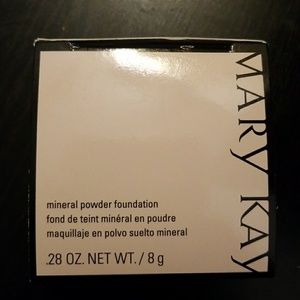 MARY KAY
mineral powder foundation
fond de teint minéral en poudre
maquillaje en polvo suelto mineral
.28 OZ. NET WT. / 8 g